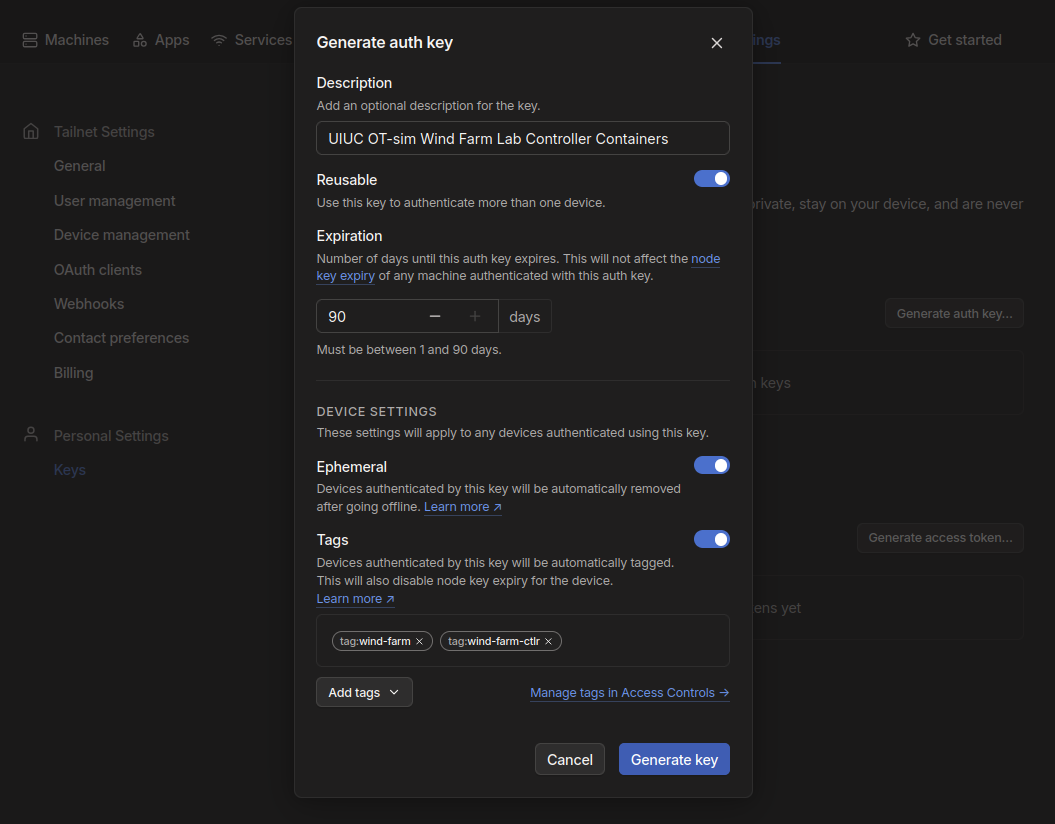 Machines
Apps
Services
ings
Get started
Tailnet Settings
General
User management
Device management
OAuth clients
Webhooks
Contact preferences
Billing
Personal Settings
Keys
Generate auth key
Description
Add an optional description for the key.
UIUC OT-sim Wind Farm Lab Controller Containers
Reusable
Use this key to authenticate more than one device.
Expiration
Number of days until this auth key expires. This will not affect the node
key expiry of any machine authenticated with this auth key.
90 − + days
Must be between 1 and 90 days.
DEVICE SETTINGS
These settings will apply to any devices authenticated using this key.
Ephemeral
Devices authenticated by this key will be automatically removed
after going offline. Learn more ↗
Tags
Devices authenticated by this key will be automatically tagged.
This will also disable node key expiry for the device.
Learn more ↗
tag:wind-farm × tag:wind-farm-ctlr ×
Add tags
Manage tags in Access Controls →
Cancel
Generate key
private, stay on your device, and are never
Generate auth key...
keys
Generate access token...
ens yet